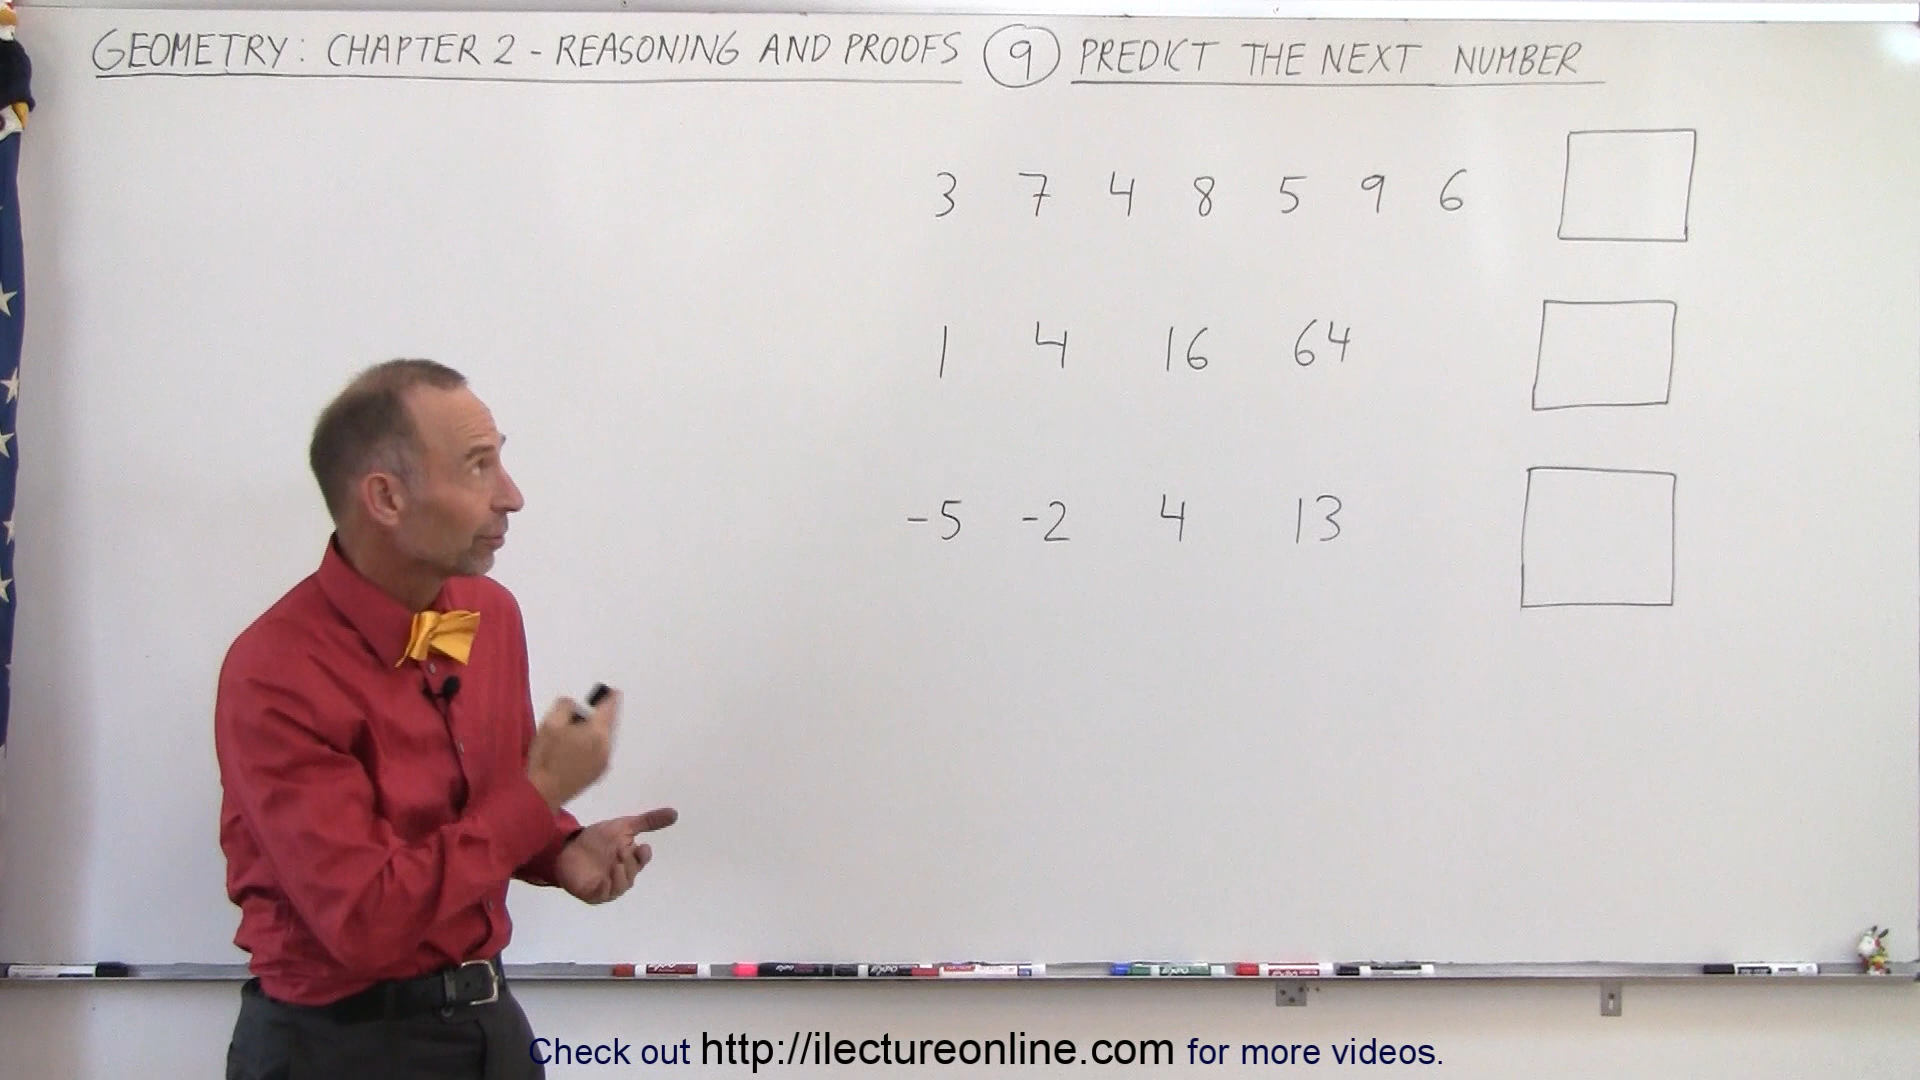 GEOMETRY: CHAPTER 2 - REASONING AND PROOFS 9 PREDICT THE NEXT NUMBER
3 7 4 8 5 9 6
1 4 16 64
-5 -2 4 13
Check out http://ilectureonline.com for more videos.